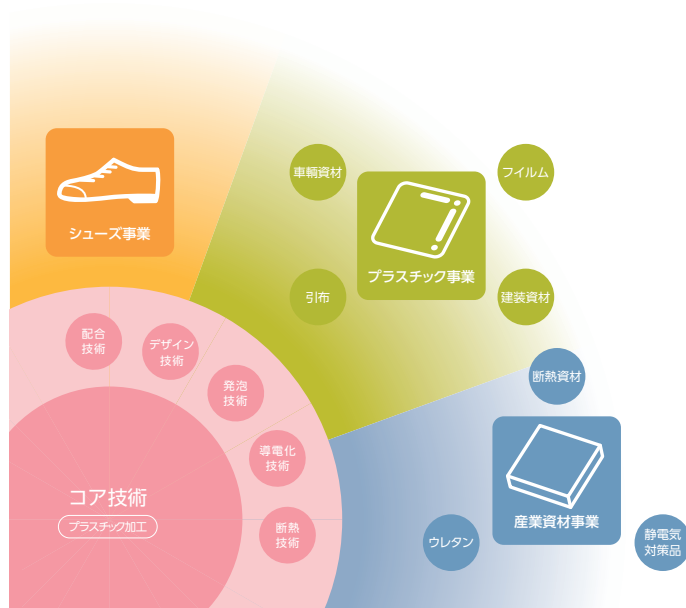 シューズ事業
車輌資材
フイルム
プラスチック事業
引布
建装資材
配合
技術
デザイン
技術
発泡
技術
導電化
技術
断熱
技術
コア技術
プラスチック加工
断熱資材
産業資材事業
ウレタン
静電気
対策品